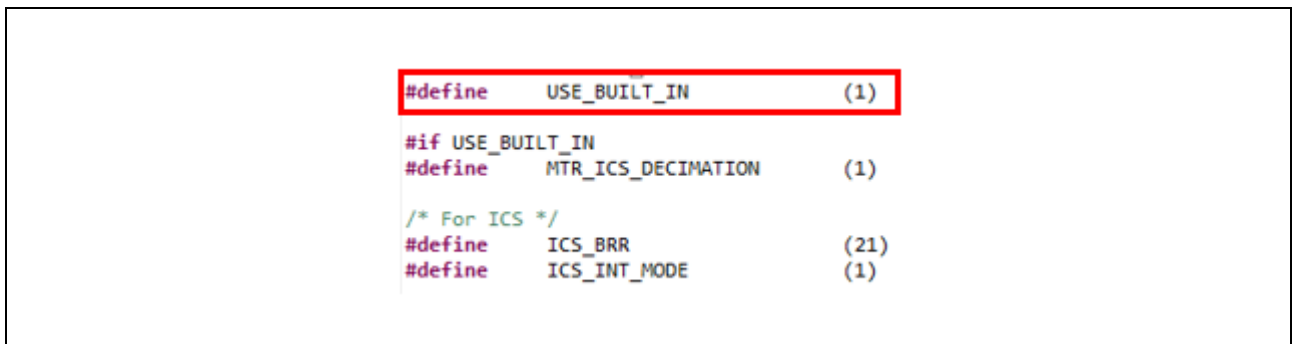 #define USE_BUILT_IN (1)
#if USE_BUILT_IN
#define MTR_ICS_DECIMATION (1)
/* For ICS */
#define ICS_BRR (21)
#define ICS_INT_MODE (1)